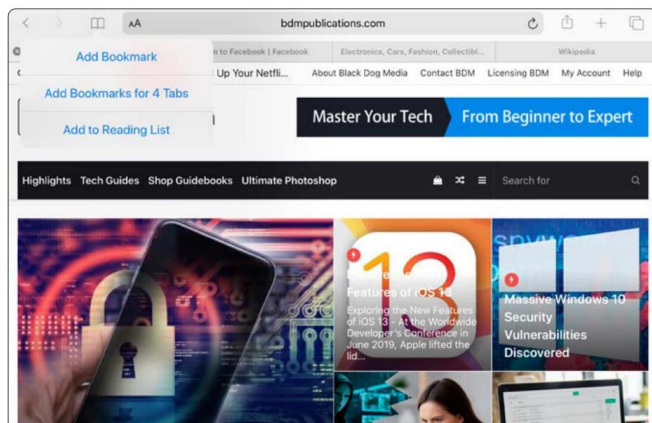 AA
bdmpublications.com
n to Facebook | Facebook
Electronics, Cars, Fashion, Collectibl...
Wikipedia
Add Bookmark
Add Bookmarks for 4 Tabs
Add to Reading List
Up Your Netfli...
About Black Dog Media
Contact BDM
Licensing BDM
My Account
Help
Master Your Tech
From Beginner to Expert
Highlights
Tech Guides
Shop Guidebooks
Ultimate Photoshop
Search for
13
Features of iOS 13
Exploring the New Features
of iOS 13 - At the Worldwide
Developer's Conference in
June 2019, Apple lifted the
lid...
spyw
Massive Windows 10
Security
Vulnerabilities
Discovered